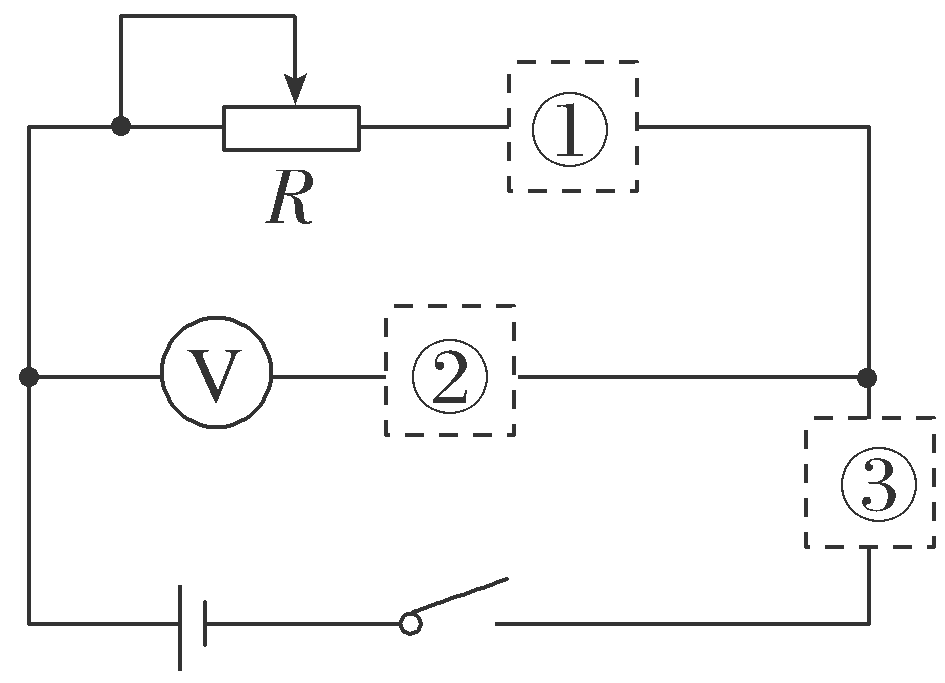 ①
R
V
②
③